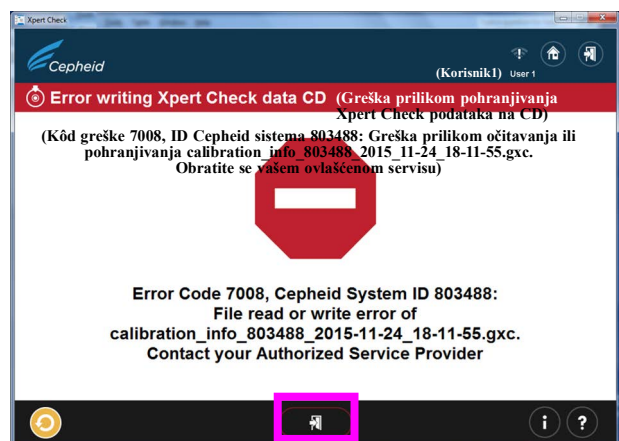 Xpert Check
Cepheid
(Korisnik1) User 1
Error writing Xpert Check data CD (Greška prilikom pohranjivanja
Xpert Check podataka na CD)
(Kôd greške 7008, ID Cepheid sistema 803488: Greška prilikom očitavanja ili
pohranjivanja calibration_info_803488_2015_11-24_18-11-55.gxc.
Obratite se vašem ovlašćenom servisu)
Error Code 7008, Cepheid System ID 803488:
File read or write error of
calibration_info_803488_2015-11-24_18-11-55.gxc.
Contact your Authorized Service Provider
i ?